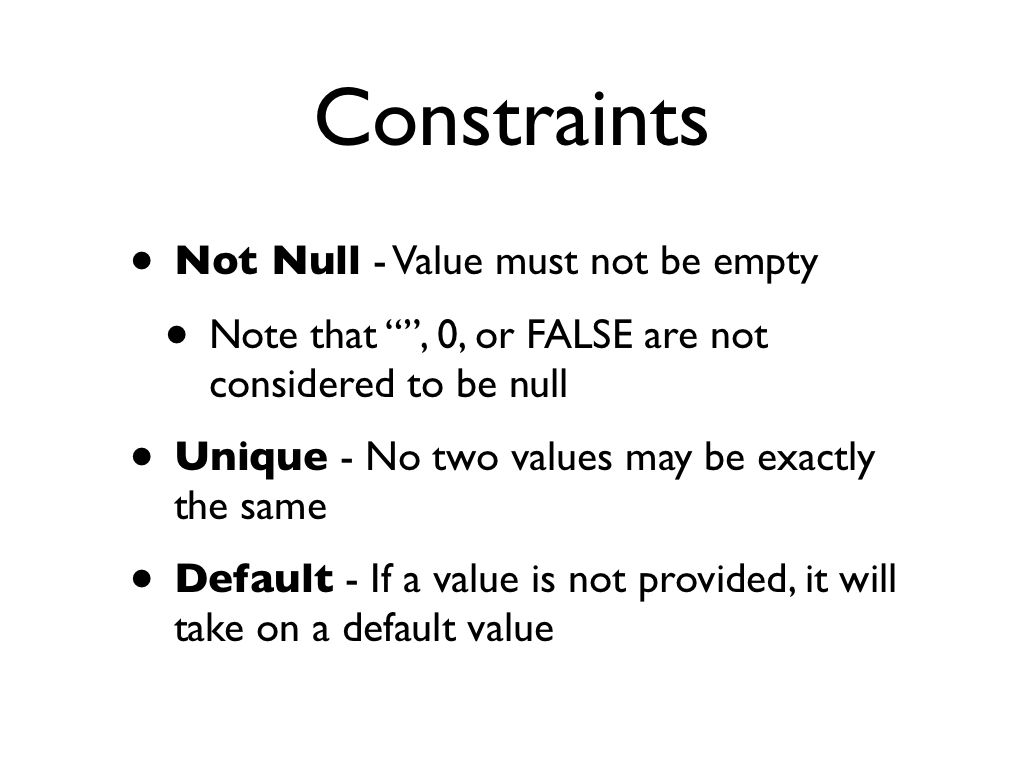 Constraints
• Not Null - Value must not be empty
• Note that “”, 0, or FALSE are not
considered to be null
• Unique - No two values may be exactly
the same
• Default - If a value is not provided, it will
take on a default value